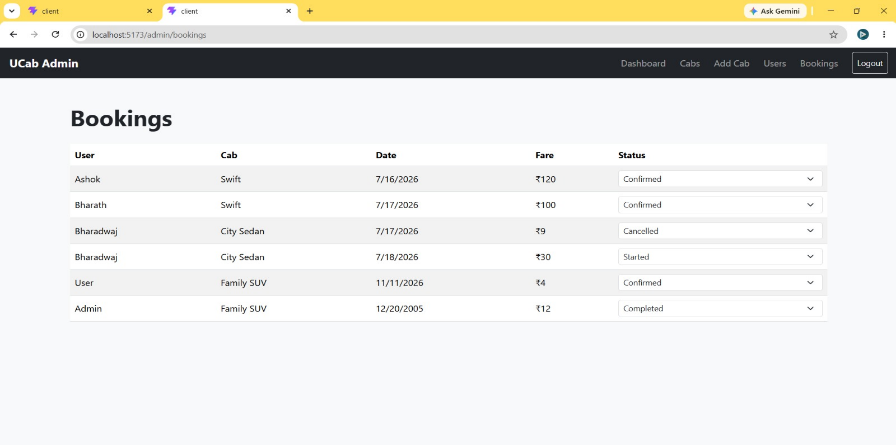 client
client
Ask Gemini
localhost:5173/admin/bookings
UCab Admin
Dashboard Cabs Add Cab Users Bookings Logout
Bookings
User Cab Date Fare Status
Ashok Swift 7/16/2026 ₹120 Confirmed
Bharath Swift 7/17/2026 ₹100 Confirmed
Bharadwaj City Sedan 7/17/2026 ₹9 Cancelled
Bharadwaj City Sedan 7/18/2026 ₹30 Started
User Family SUV 11/11/2026 ₹4 Confirmed
Admin Family SUV 12/20/2005 ₹12 Completed